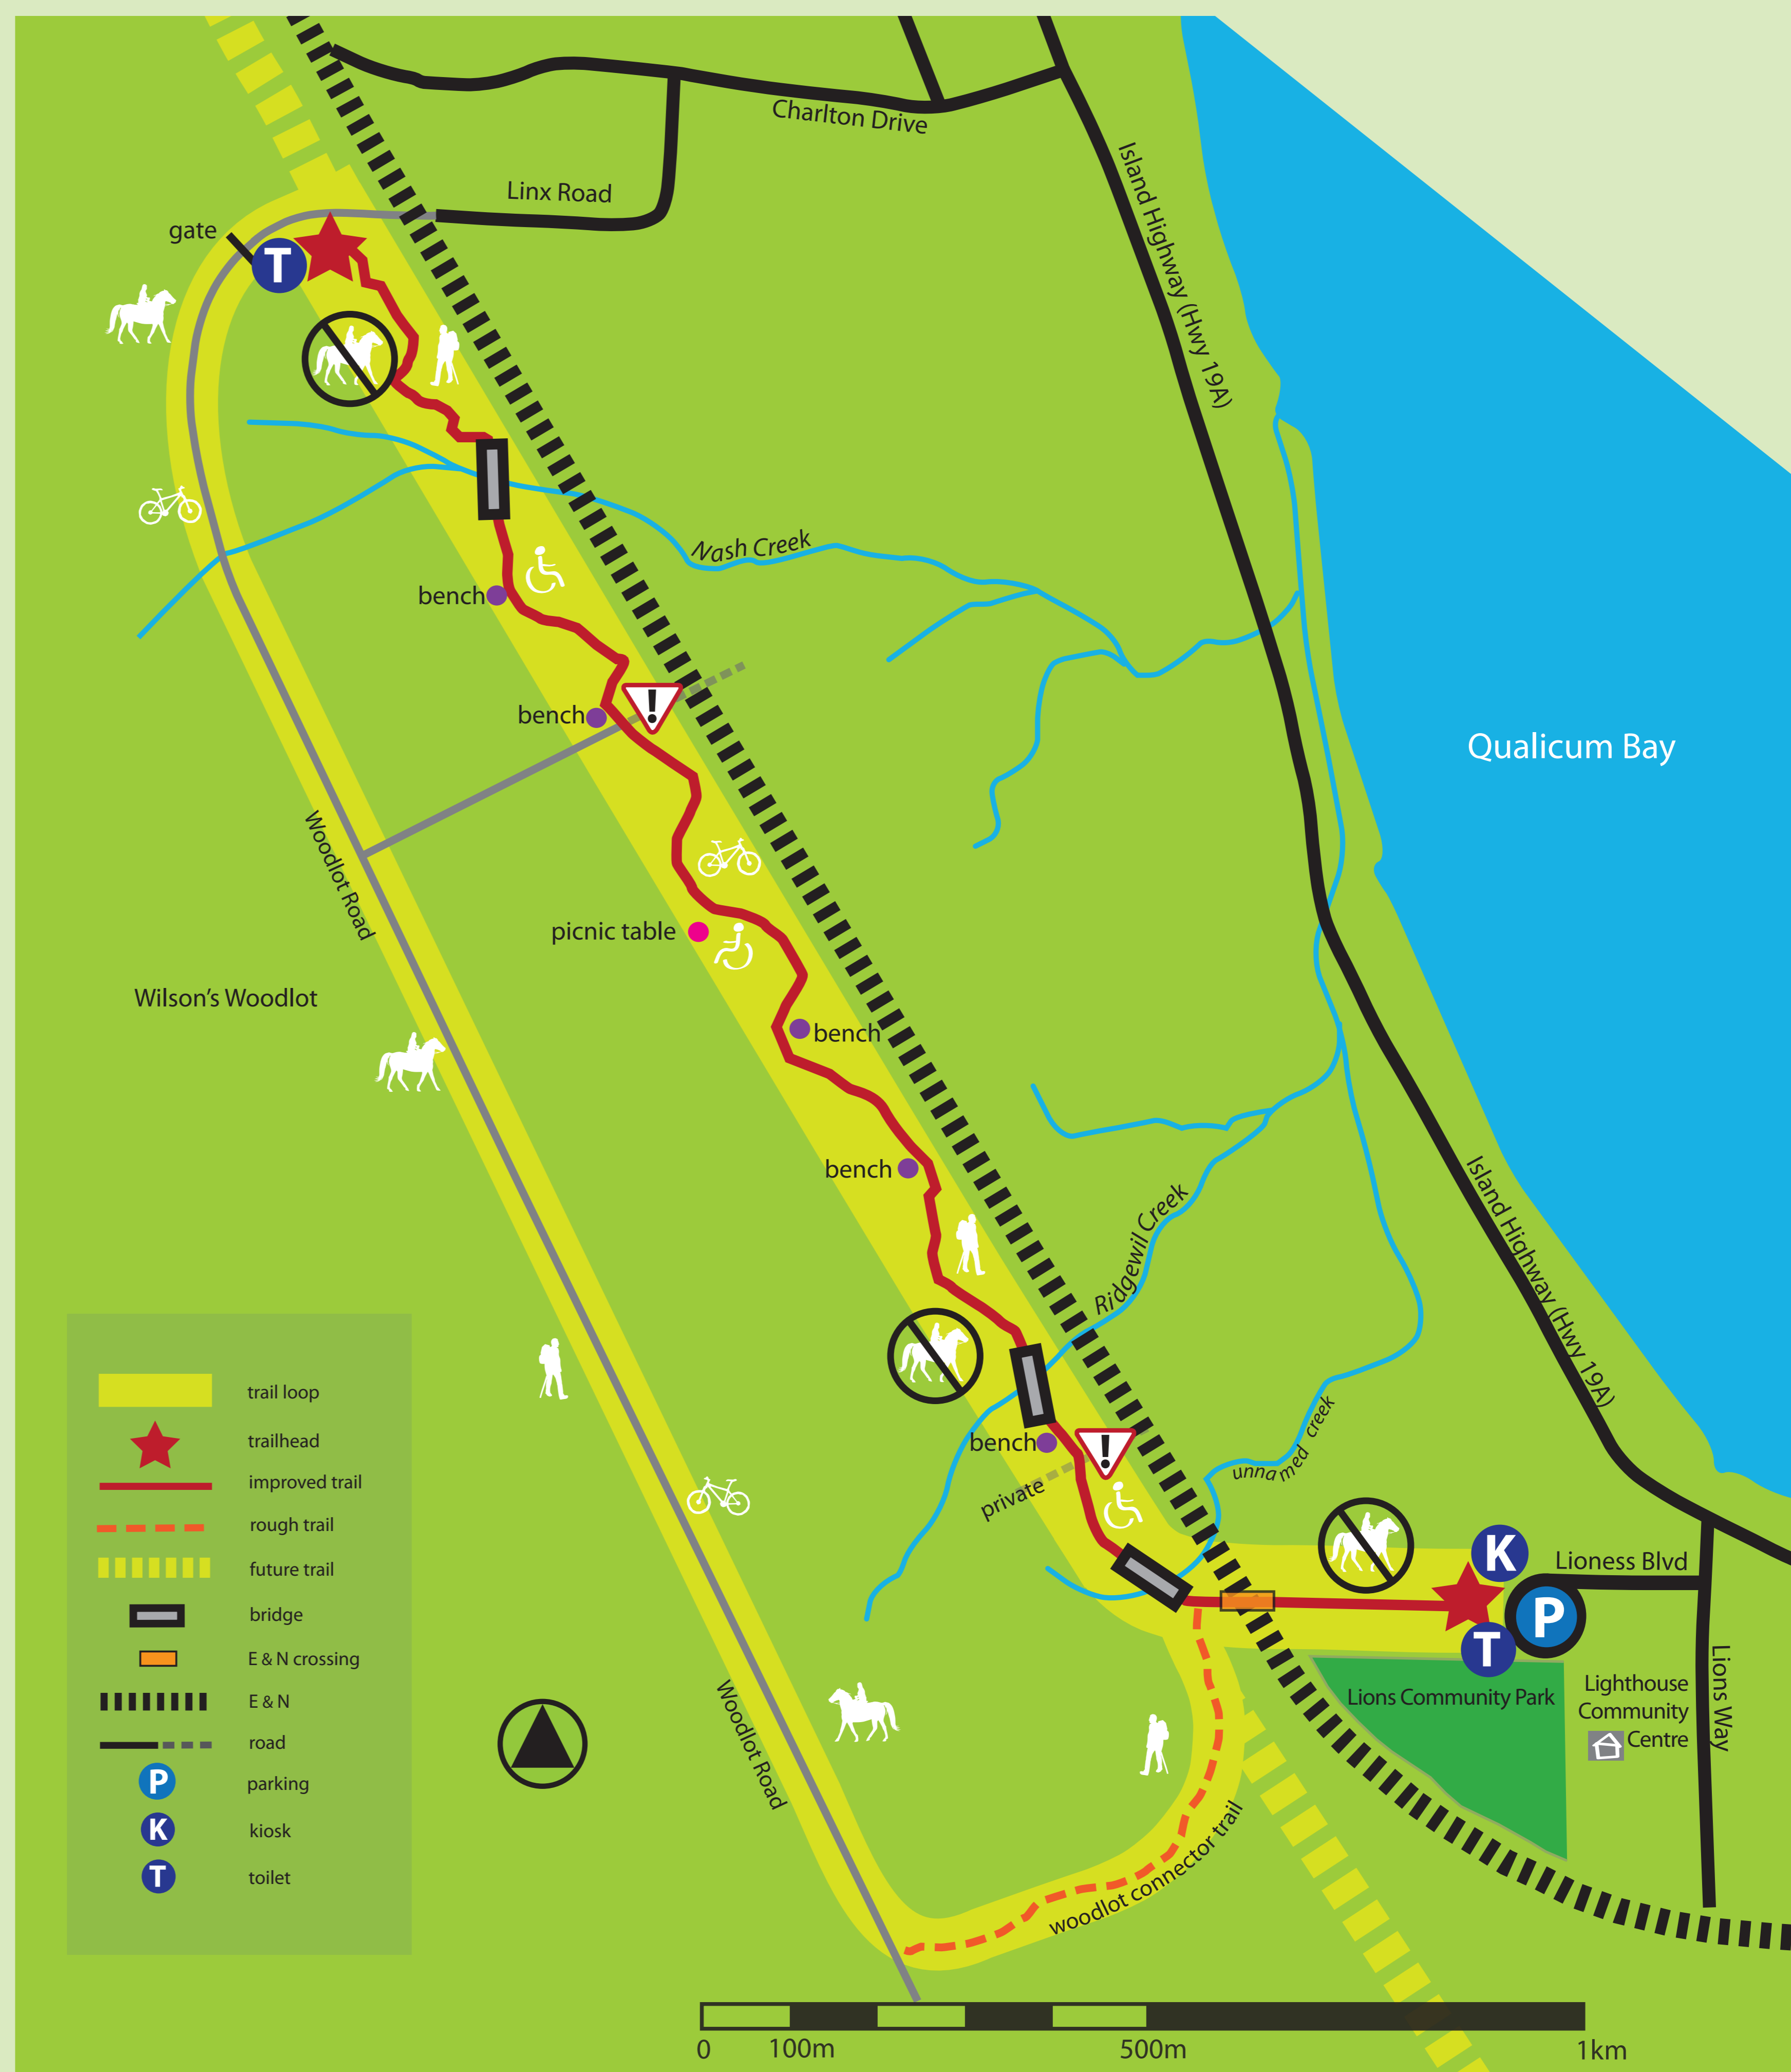 Charlton Drive
Linx Road
gate
T
Island Highway (Hwy 19A)
Nash Creek
bench
!
bench
Qualicum Bay
Woodlot Road
picnic table
Wilson's Woodlot
bench
bench
Ridgewil Creek
Island Highway (Hwy 19A)
bench
!
private
unnamed creek
K
Lioness Blvd
P
T
Lions Community Park
Lighthouse
Community
Centre
Lions Way
Woodlot Road
woodlot connector trail
trail loop
trailhead
improved trail
rough trail
future trail
bridge
E & N crossing
E & N
road
P parking
K kiosk
T toilet
0 100m 500m 1km